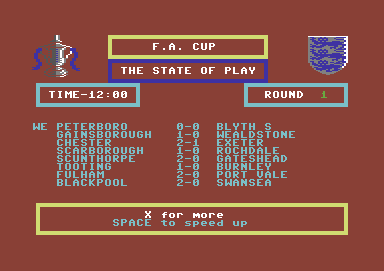 F.A. CUP
THE STATE OF PLAY
TIME-12:00 ROUND 1
WE PETERBORO 0-0 BLYTH S
GAINSBOROUGH 1-0 WEALDSTONE
CHESTER 2-1 EXETER
SCARBOROUGH 1-0 ROCHDALE
SCUNTHORPE 2-0 GATESHEAD
TOOTING 1-0 BURNLEY
FULHAM 2-0 PORT VALE
BLACKPOOL 2-0 SWANSEA
X for more
SPACE to speed up